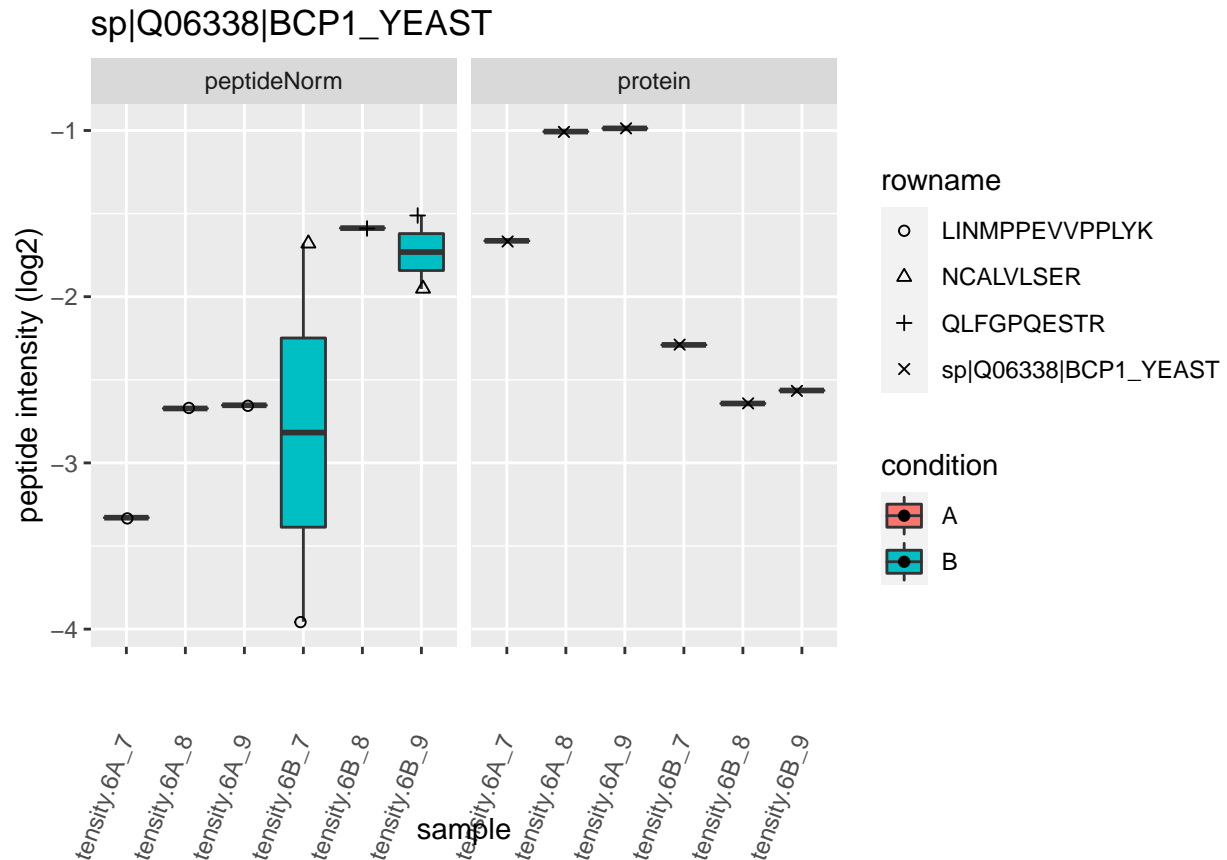 sp|Q06338|BCP1_YEAST
peptideNorm
protein
peptide intensity (log2)
−1
−2
−3
−4
tensity.6A_7
tensity.6A_8
tensity.6A_9
tensity.6B_7
tensity.6B_8
tensity.6B_9
tensity.6A_7
tensity.6A_8
tensity.6A_9
tensity.6B_7
tensity.6B_8
tensity.6B_9
sample
rowname
LINMPPEVVPPLYK
NCALVLSER
QLFGPQESTR
sp|Q06338|BCP1_YEAST
condition
A
B